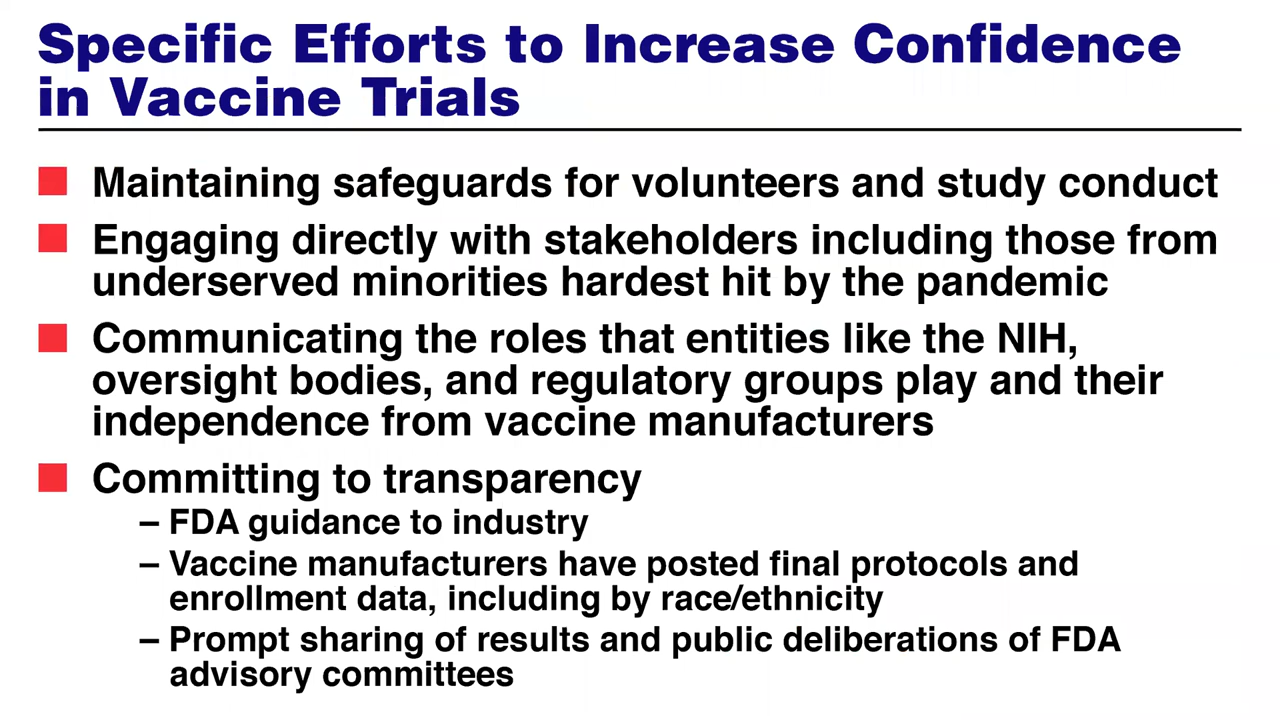 Specific Efforts to Increase Confidence
in Vaccine Trials
Maintaining safeguards for volunteers and study conduct
Engaging directly with stakeholders including those from
underserved minorities hardest hit by the pandemic
Communicating the roles that entities like the NIH,
oversight bodies, and regulatory groups play and their
independence from vaccine manufacturers
Committing to transparency
– FDA guidance to industry
– Vaccine manufacturers have posted final protocols and
enrollment data, including by race/ethnicity
– Prompt sharing of results and public deliberations of FDA
advisory committees